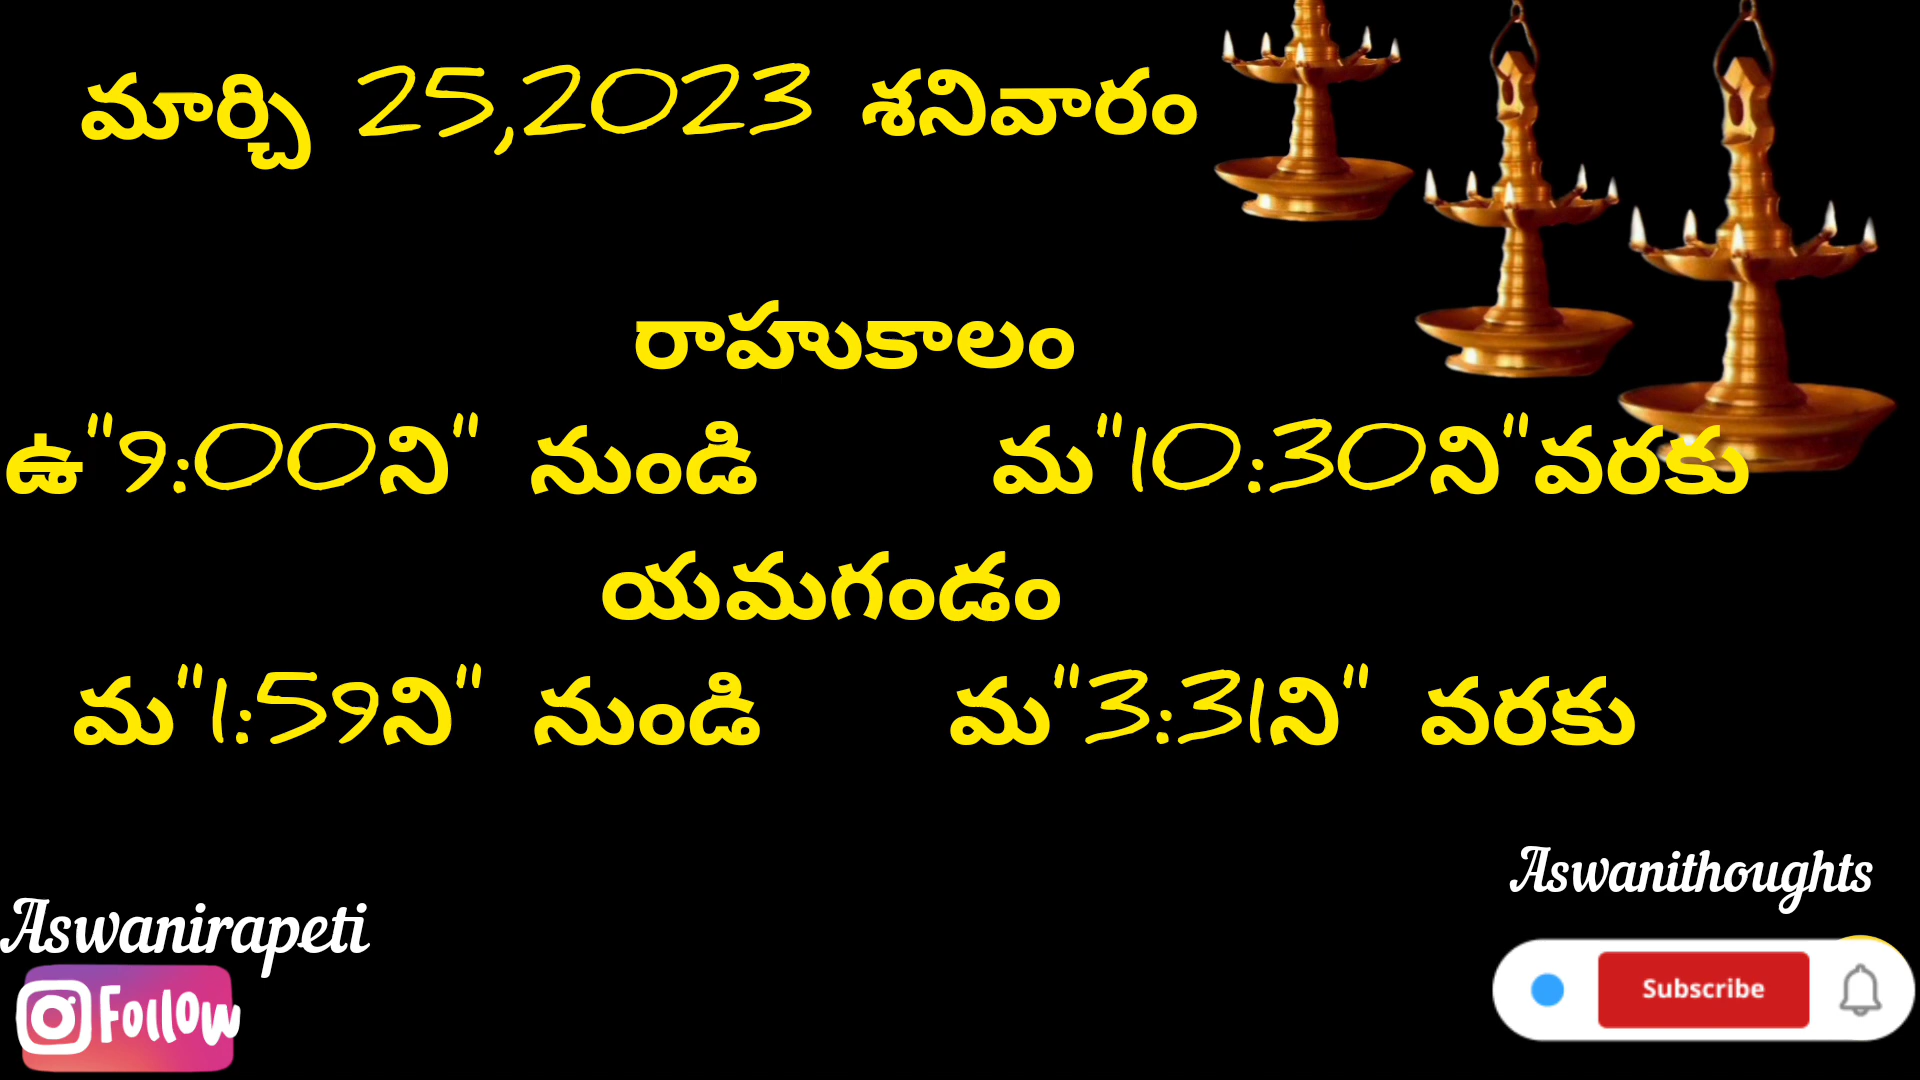 మార్చి 25,2023 శనివారం
రాహుకాలం
ఉ"9:00ని" నుండి మ"10:30ని"వరకు
యమగండం
మ"1:59ని" నుండి మ"3:31ని" వరకు
Aswanithoughts
Aswanirapeti
Subscribe
Follow